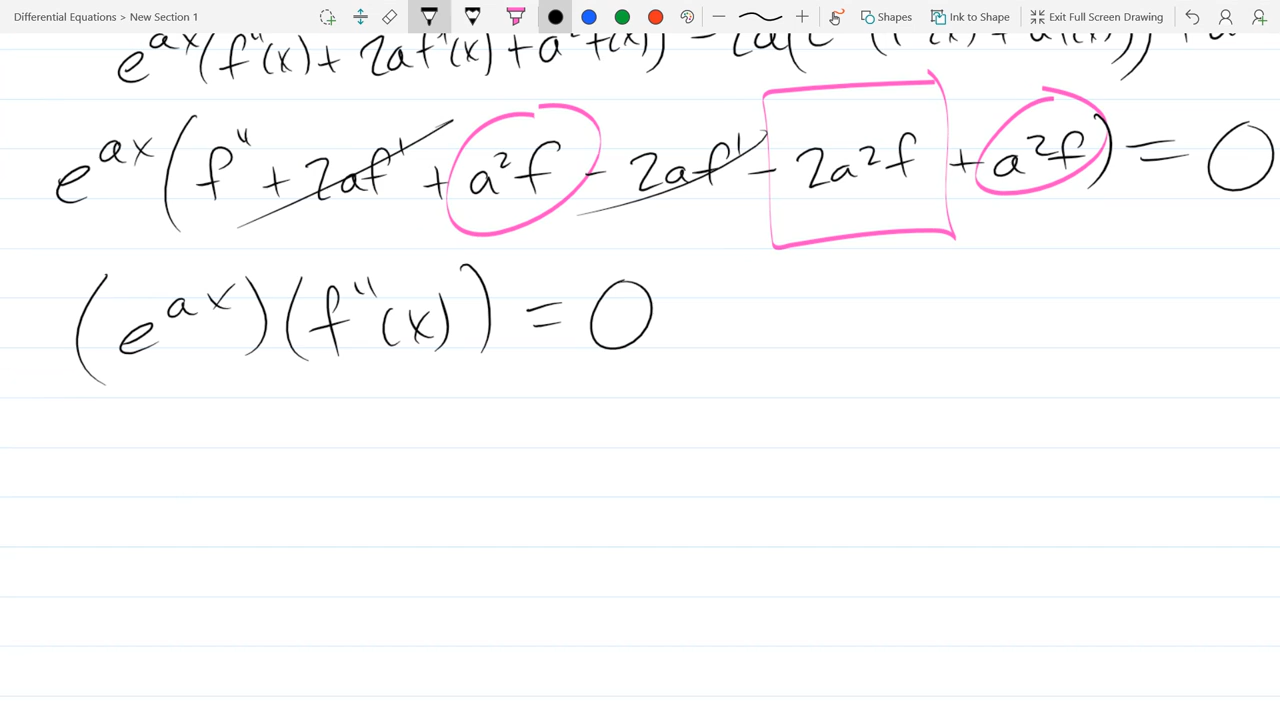 Differential Equations > New Section 1
Shapes
Ink to Shape
Exit Full Screen Drawing
e^{ax}(f''(x) + 2af'(x) + a²f(x))
e^{ax}(f'' + 2af' + a²f - 2af' - 2a²f + a²f) = 0
(e^{ax})(f''(x)) = 0